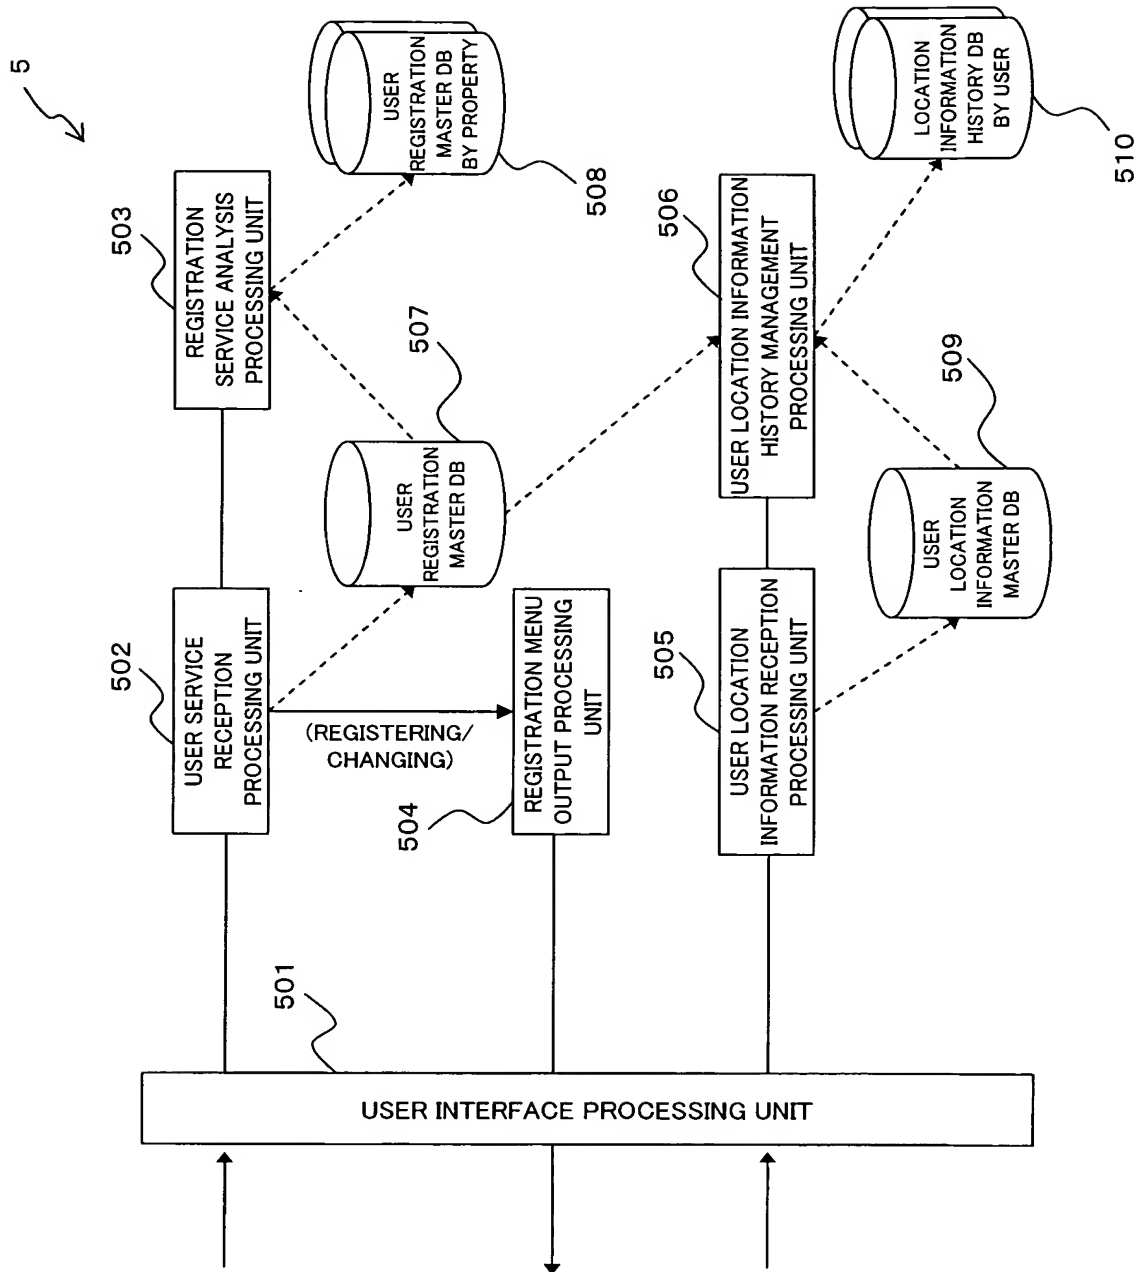 5
503
REGISTRATION
SERVICE ANALYSIS
PROCESSING UNIT
USER
REGISTRATION
MASTER DB
BY PROPERTY
508
502
USER SERVICE
RECEPTION
PROCESSING UNIT
507
USER
REGISTRATION
MASTER DB
(REGISTERING/
CHANGING)
504
REGISTRATION MENU
OUTPUT PROCESSING
UNIT
506
USER LOCATION INFORMATION
HISTORY MANAGEMENT
PROCESSING UNIT
LOCATION
INFORMATION
HISTORY DB
BY USER
510
505
USER LOCATION
INFORMATION RECEPTION
PROCESSING UNIT
509
USER
LOCATION
INFORMATION
MASTER DB
501
USER INTERFACE PROCESSING UNIT